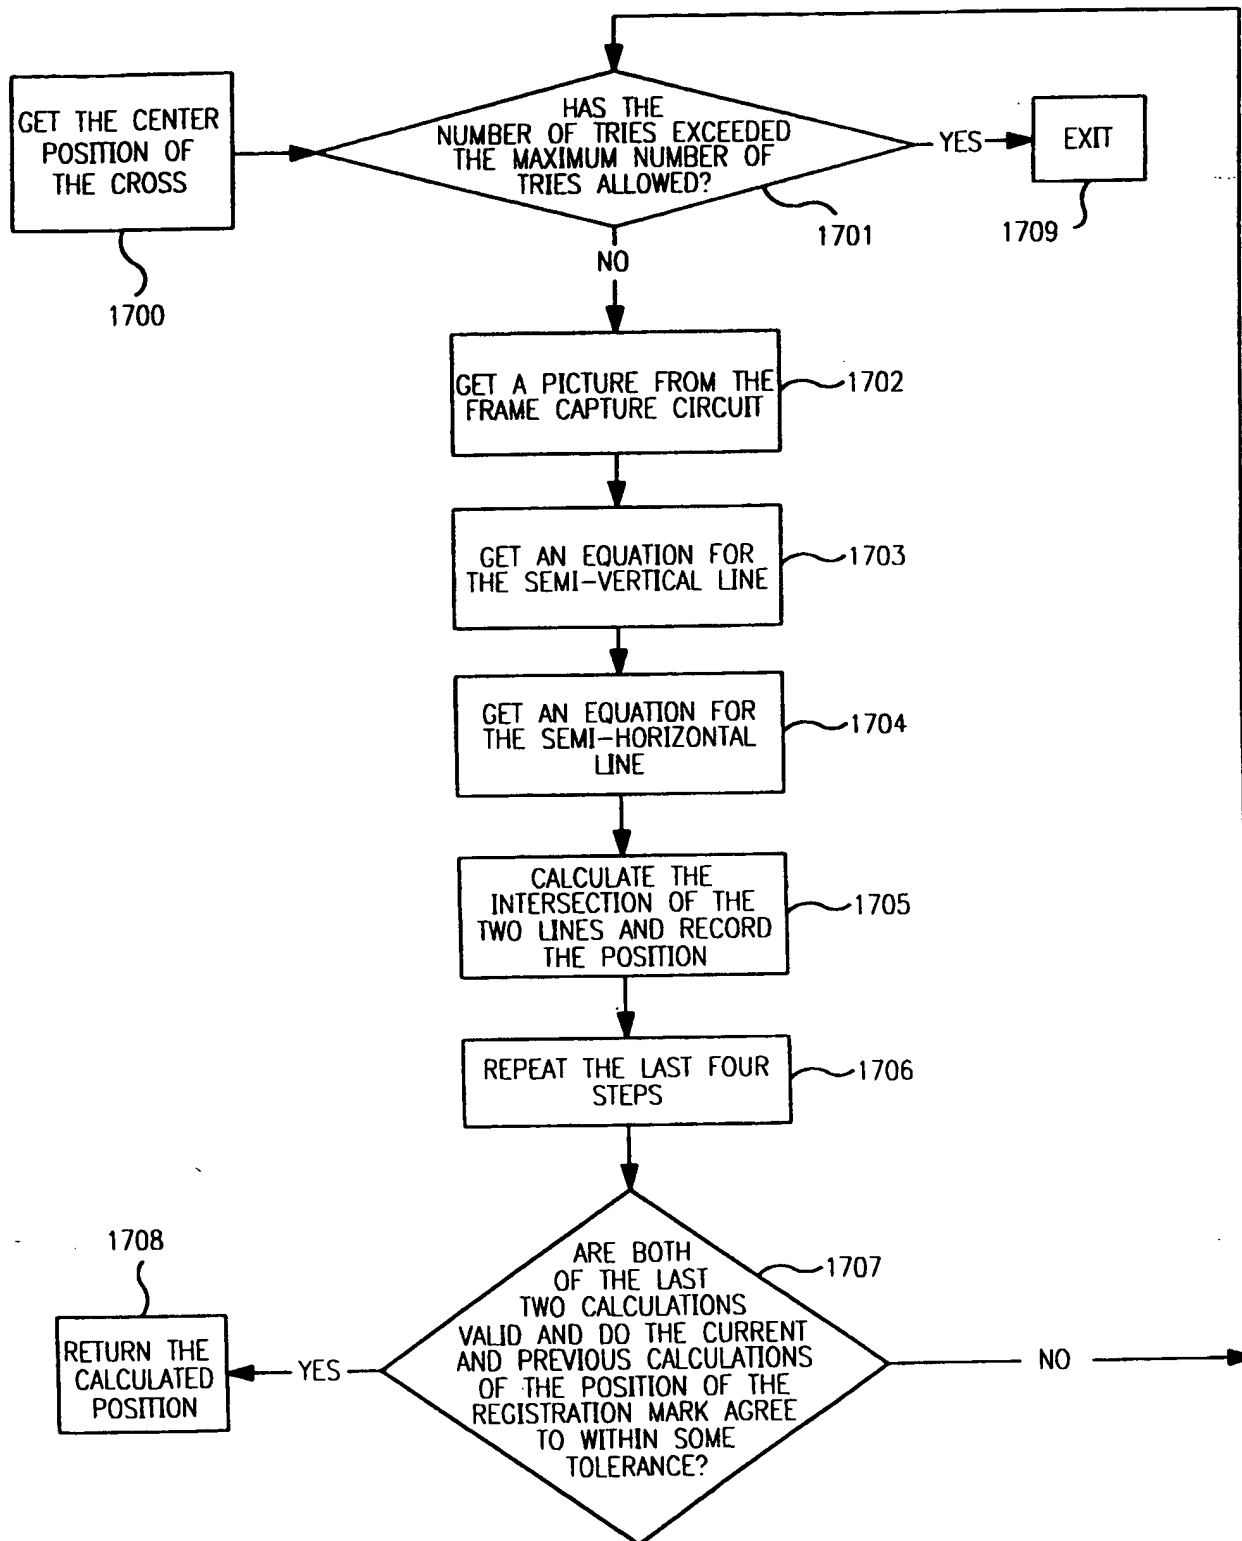 GET THE CENTER
POSITION OF
THE CROSS
1700
HAS THE
NUMBER OF TRIES EXCEEDED
THE MAXIMUM NUMBER OF
TRIES ALLOWED?
1701
YES
EXIT
1709
NO
GET A PICTURE FROM THE
FRAME CAPTURE CIRCUIT
1702
GET AN EQUATION FOR
THE SEMI-VERTICAL LINE
1703
GET AN EQUATION FOR
THE SEMI-HORIZONTAL
LINE
1704
CALCULATE THE
INTERSECTION OF THE
TWO LINES AND RECORD
THE POSITION
1705
REPEAT THE LAST FOUR
STEPS
1706
ARE BOTH
OF THE LAST
TWO CALCULATIONS
VALID AND DO THE CURRENT
AND PREVIOUS CALCULATIONS
OF THE POSITION OF THE
REGISTRATION MARK AGREE
TO WITHIN SOME
TOLERANCE?
1707
YES
NO
1708
RETURN THE
CALCULATED
POSITION